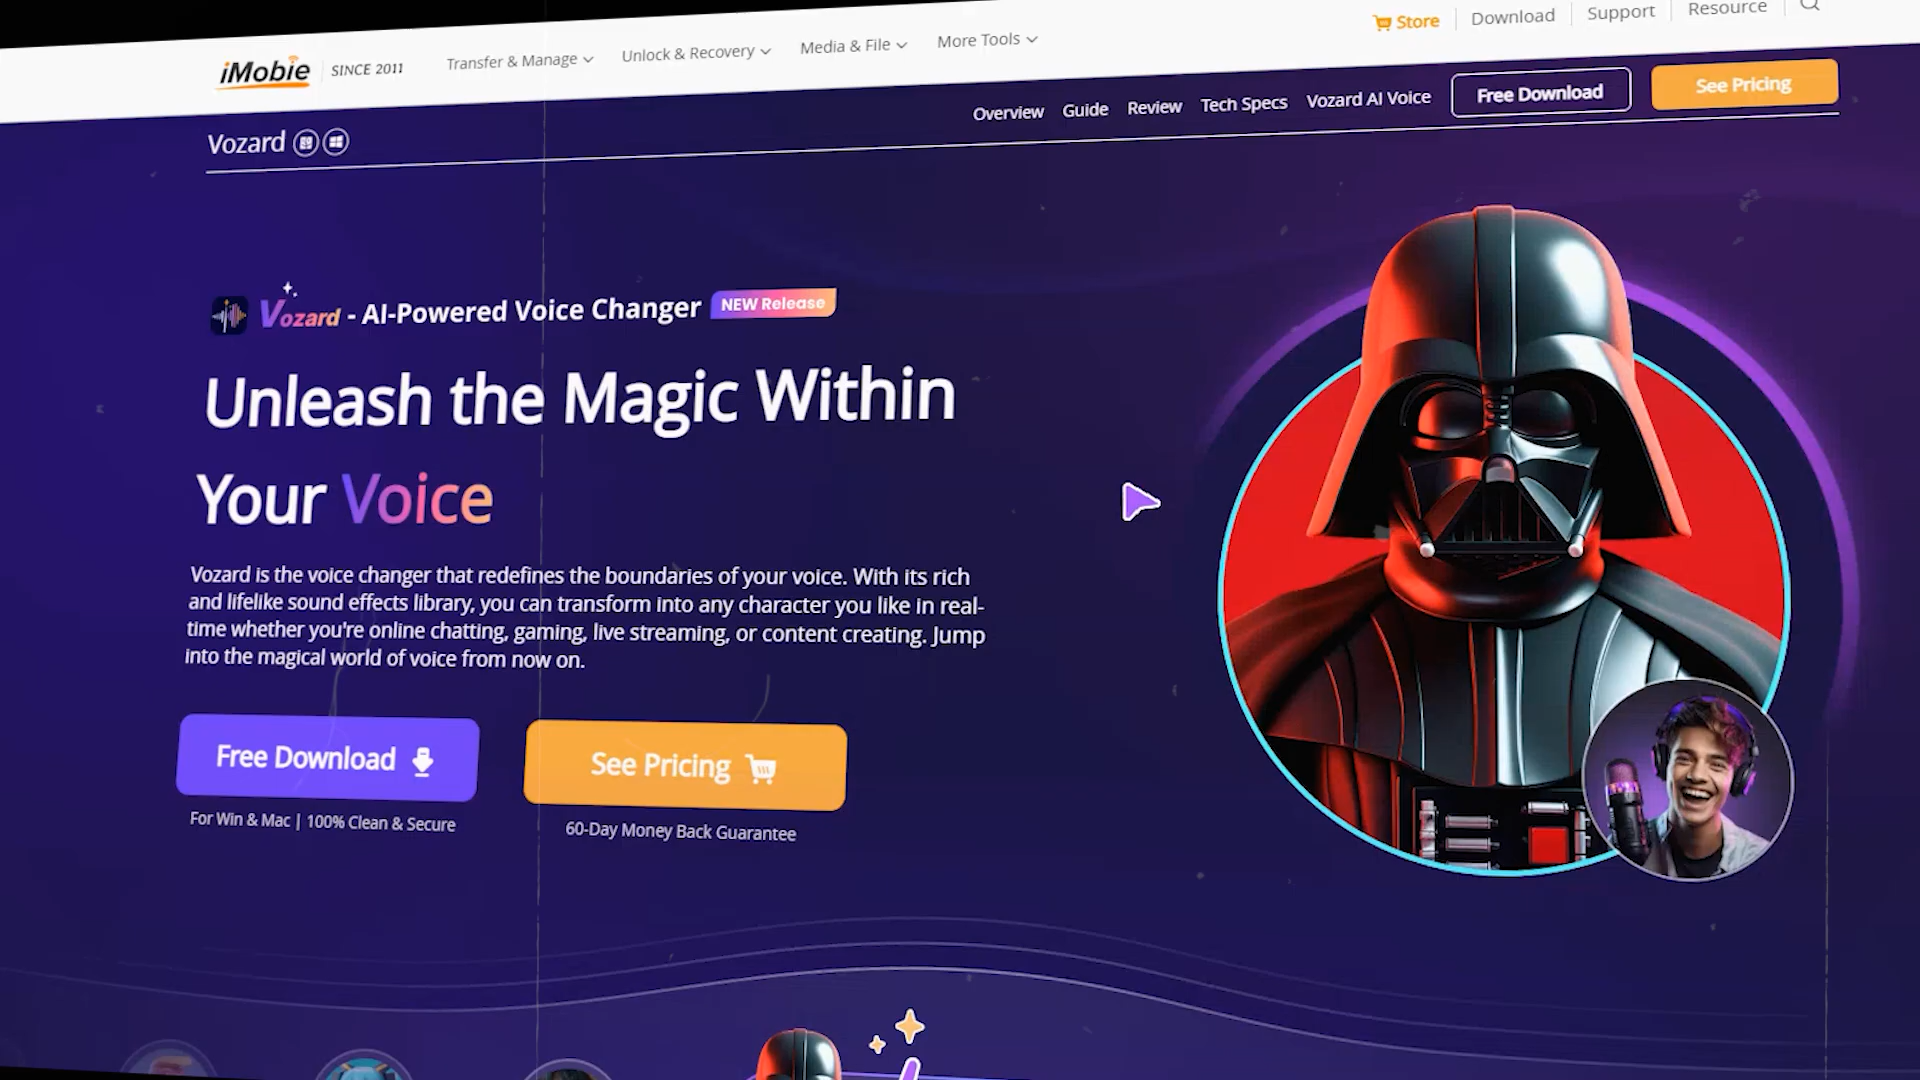 iMobie SINCE 2011 Transfer & Manage Unlock & Recovery Media & File More Tools Store Download Support Resource
Vozard Overview Guide Review Tech Specs Vozard AI Voice Free Download See Pricing
Vozard - AI-Powered Voice Changer NEW Release
Unleash the Magic Within
Your Voice
Vozard is the voice changer that redefines the boundaries of your voice. With its rich
and lifelike sound effects library, you can transform into any character you like in real-
time whether you're online chatting, gaming, live streaming, or content creating. Jump
into the magical world of voice from now on.
Free Download See Pricing
For Win & Mac | 100% Clean & Secure 60-Day Money Back Guarantee